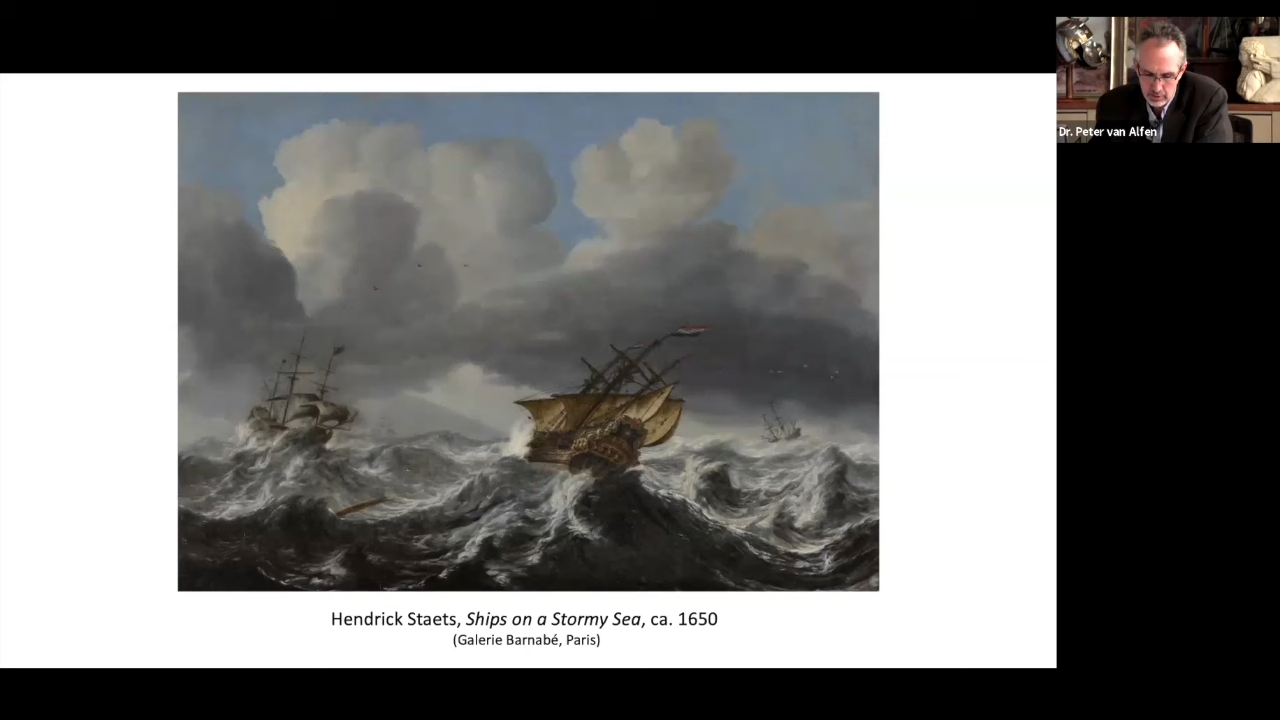 Dr. Peter van Alfen
Hendrick Staets, Ships on a Stormy Sea, ca. 1650
(Galerie Barnabé, Paris)